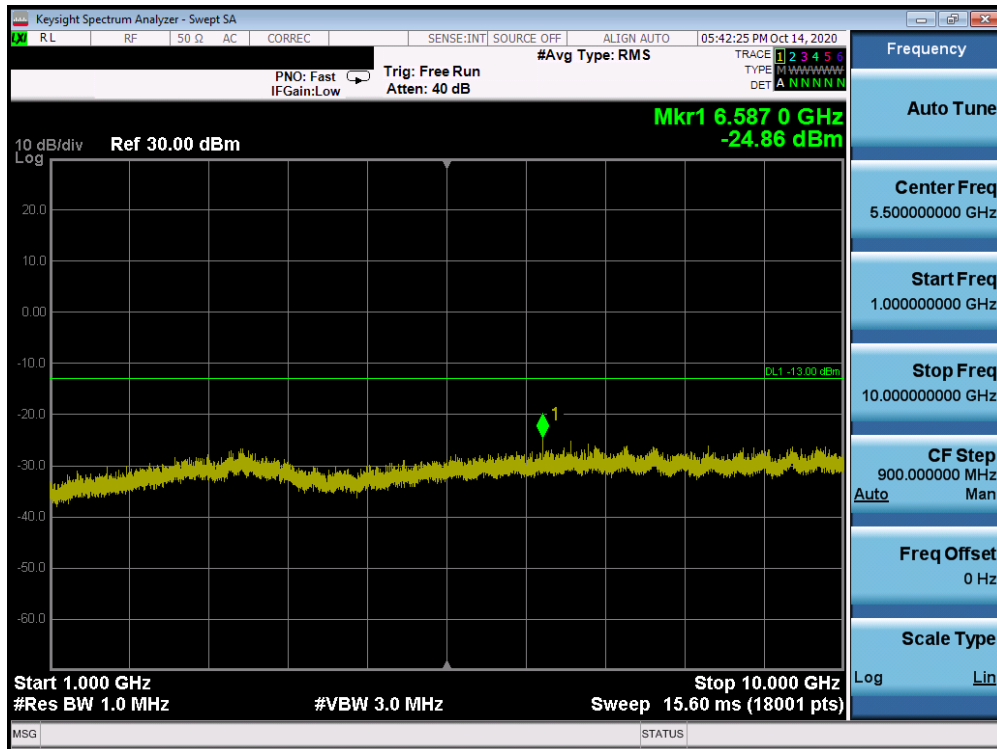 Keysight Spectrum Analyzer - Swept SA
LXI RL RF 50 Ω AC CORREC SENSE:INT SOURCE OFF ALIGN AUTO 05:42:25 PM Oct 14, 2020
#Avg Type: RMS TRACE 1 2 3 4 5 6
PNO: Fast Trig: Free Run TYPE M WWWWW
IFGain:Low Atten: 40 dB DET A N N N N N
Mkr1 6.587 0 GHz
-24.86 dBm
10 dB/div Ref 30.00 dBm
Log
20.0
10.0
0.00
-10.0
DL1 -13.00 dBm
-20.0
1
-30.0
-40.0
-50.0
-60.0
Start 1.000 GHz Stop 10.000 GHz
#Res BW 1.0 MHz #VBW 3.0 MHz Sweep 15.60 ms (18001 pts)
MSG STATUS
Frequency
Auto Tune
Center Freq
5.500000000 GHz
Start Freq
1.000000000 GHz
Stop Freq
10.000000000 GHz
CF Step
900.000000 MHz
Auto Man
Freq Offset
0 Hz
Scale Type
Log Lin